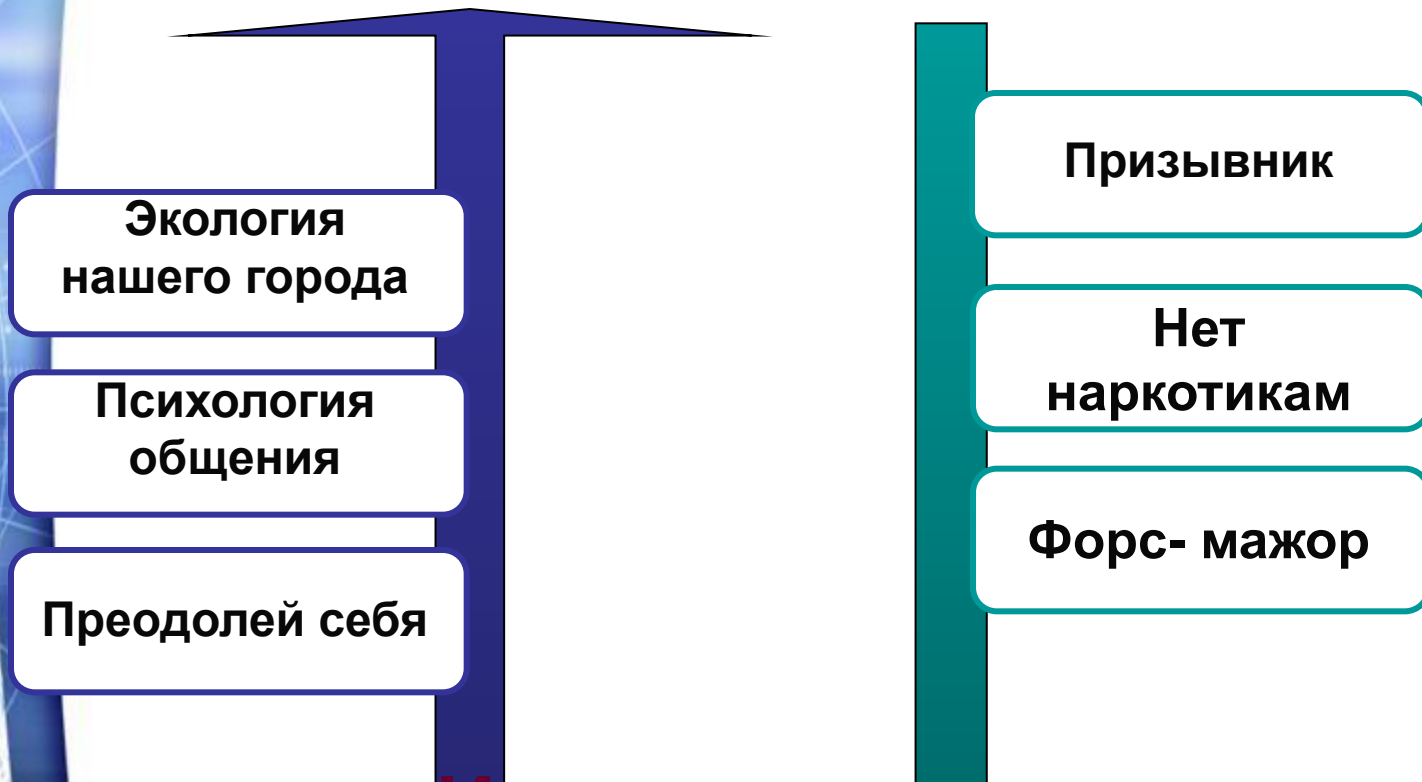 Экология
нашего города
Психология
общения
Преодолей себя
Призывник
Нет
наркотикам
Форс- мажор